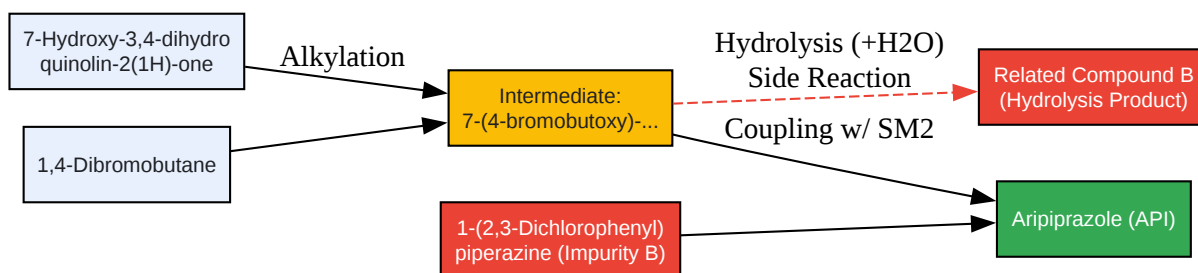 7-Hydroxy-3,4-dihydro
quinolin-2(1H)-one
Alkylation
1,4-Dibromobutane
Intermediate:
7-(4-bromobutoxy)-...
Hydrolysis (+H2O)
Side Reaction
Related Compound B
(Hydrolysis Product)
Coupling w/ SM2
1-(2,3-Dichlorophenyl)
piperazine (Impurity B)
Aripiprazole (API)